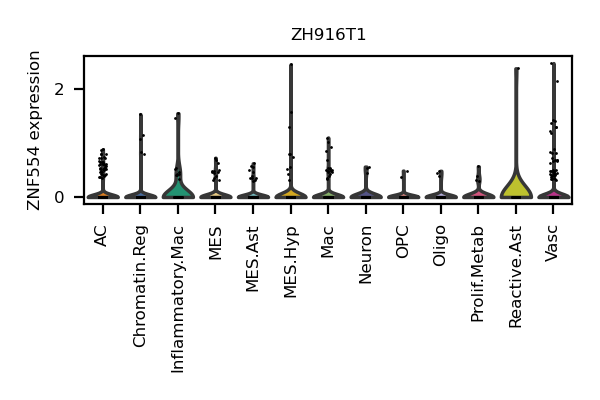 ZH916T1
ZNF554 expression
2
0
AC
Chromatin.Reg
Inflammatory.Mac
MES
MES.Ast
MES.Hyp
Mac
Neuron
OPC
Oligo
Prolif.Metab
Reactive.Ast
Vasc